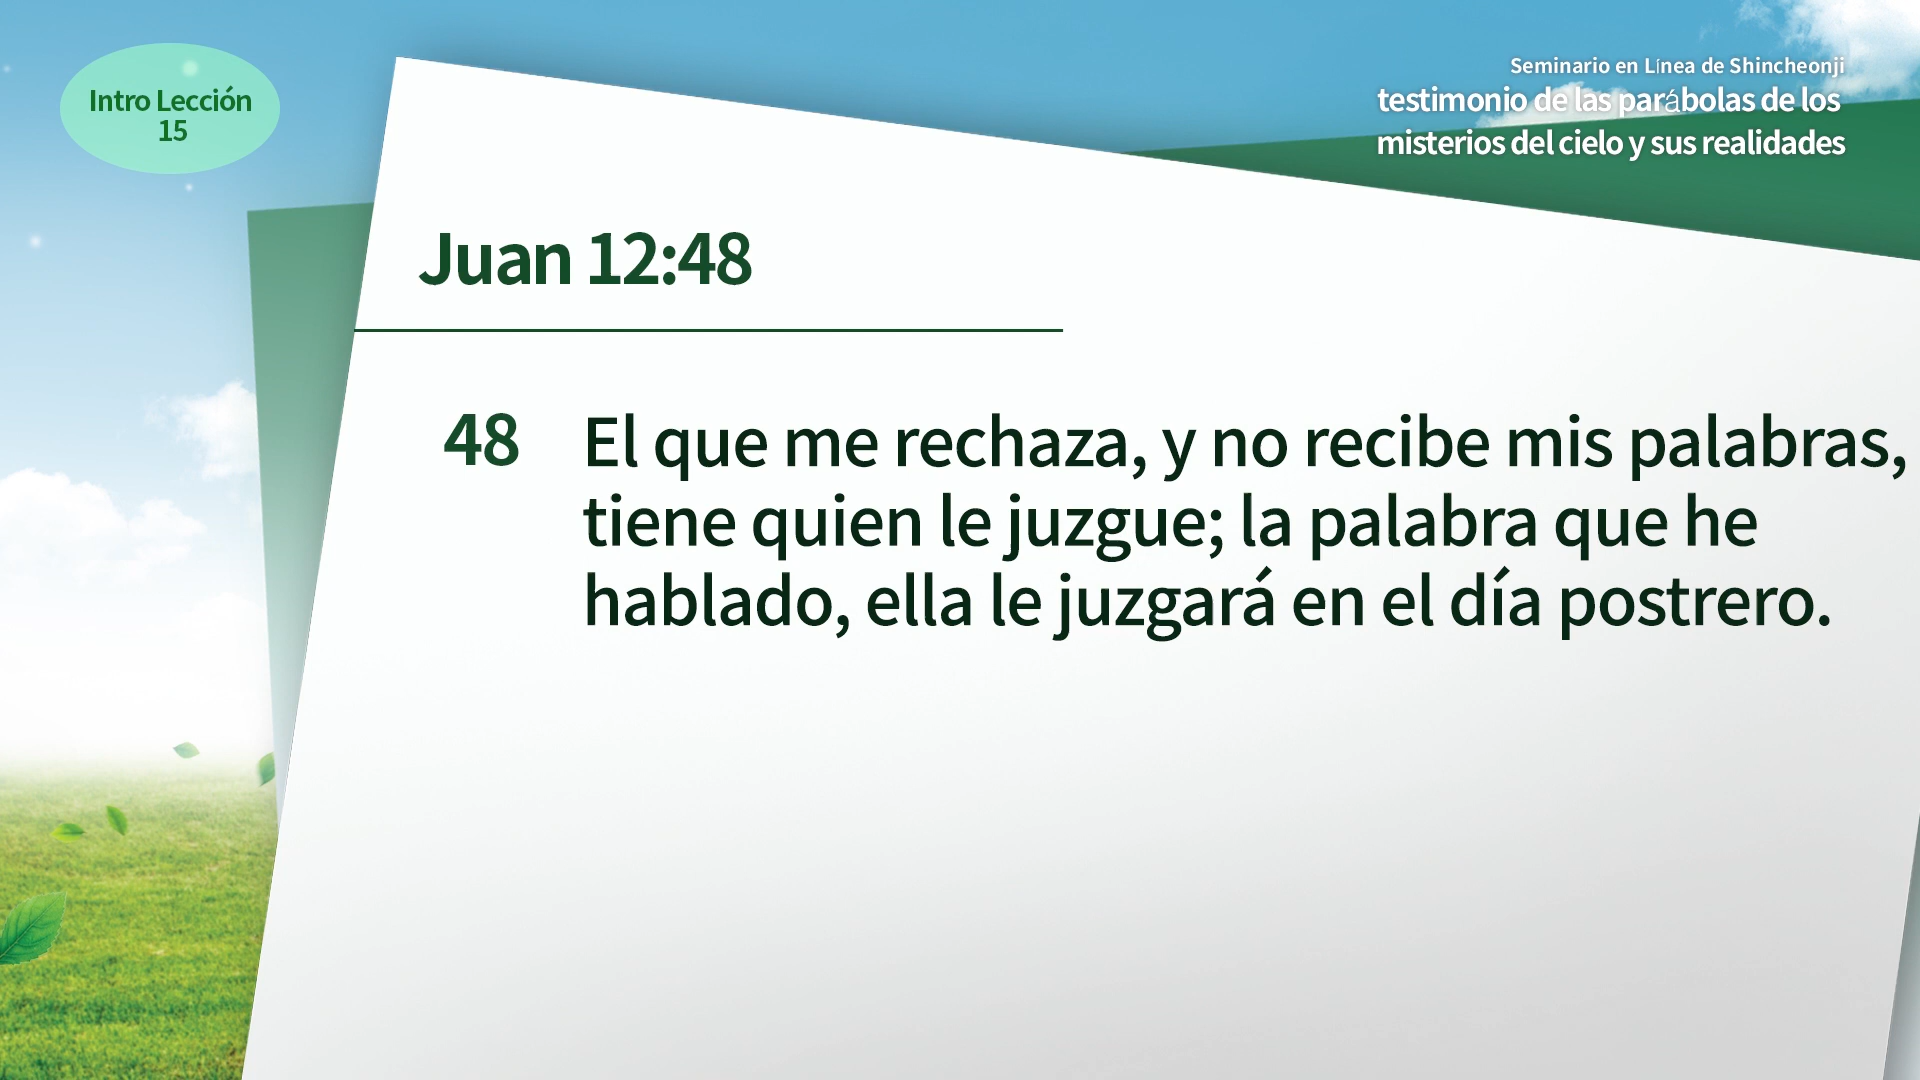 Intro Lección
15
Seminario en Línea de Shincheonji
testimonio de las parábolas de los
misterios del cielo y sus realidades
Juan 12:48
48 El que me rechaza, y no recibe mis palabras,
tiene quien le juzgue; la palabra que he
hablado, ella le juzgará en el día postrero.